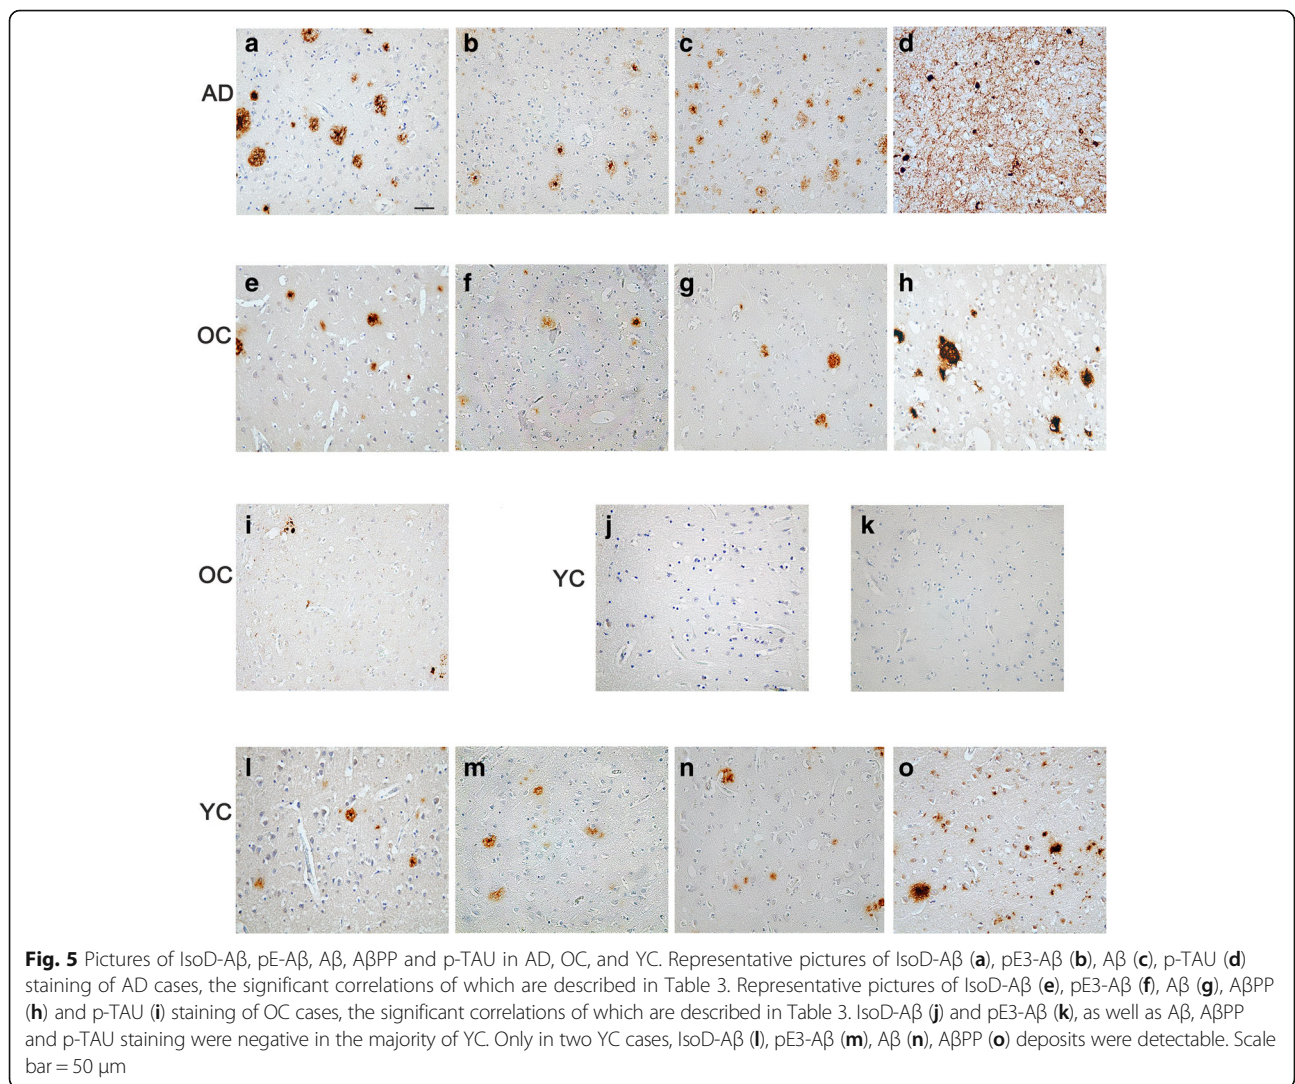 a b c d
AD
e f g h
OC
i j k
OC YC
l m n o
YC
Fig. 5 Pictures of IsoD-Aβ, pE-Aβ, Aβ, AβPP and p-TAU in AD, OC, and YC. Representative pictures of IsoD-Aβ (a), pE3-Aβ (b), Aβ (c), p-TAU (d)
staining of AD cases, the significant correlations of which are described in Table 3. Representative pictures of IsoD-Aβ (e), pE3-Aβ (f), Aβ (g), AβPP
(h) and p-TAU (i) staining of OC cases, the significant correlations of which are described in Table 3. IsoD-Aβ (j) and pE3-Aβ (k), as well as Aβ, AβPP
and p-TAU staining were negative in the majority of YC. Only in two YC cases, IsoD-Aβ (l), pE3-Aβ (m), Aβ (n), AβPP (o) deposits were detectable. Scale
bar = 50 μm